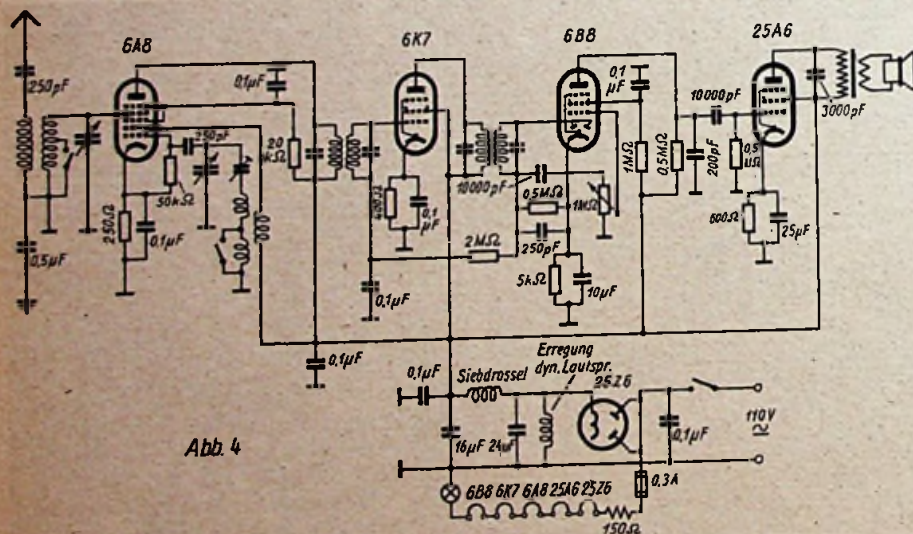 6A8
6K7
6B8
25A6
250pF
0,1µF
0,1
µF
10000pF
3000pF
250pF
20
kΩ
50kΩ
10000pF
0,5MΩ
1MΩ
1MΩ
0,5MΩ
200pF
0,5
MΩ
250Ω
0,1µF
400Ω
0,1
µF
2MΩ
250pF
600Ω
25µF
0,5µF
0,1µF
5kΩ
10µF
0,1µF
0,1µF
Siebdrossel
Erregung
dyn. Lautspr.
25Z6
110V
16µF
24µF
0,1µF
Abb. 4
6B8 6K7 6A8 25A6 25Z6
0,3A
150Ω